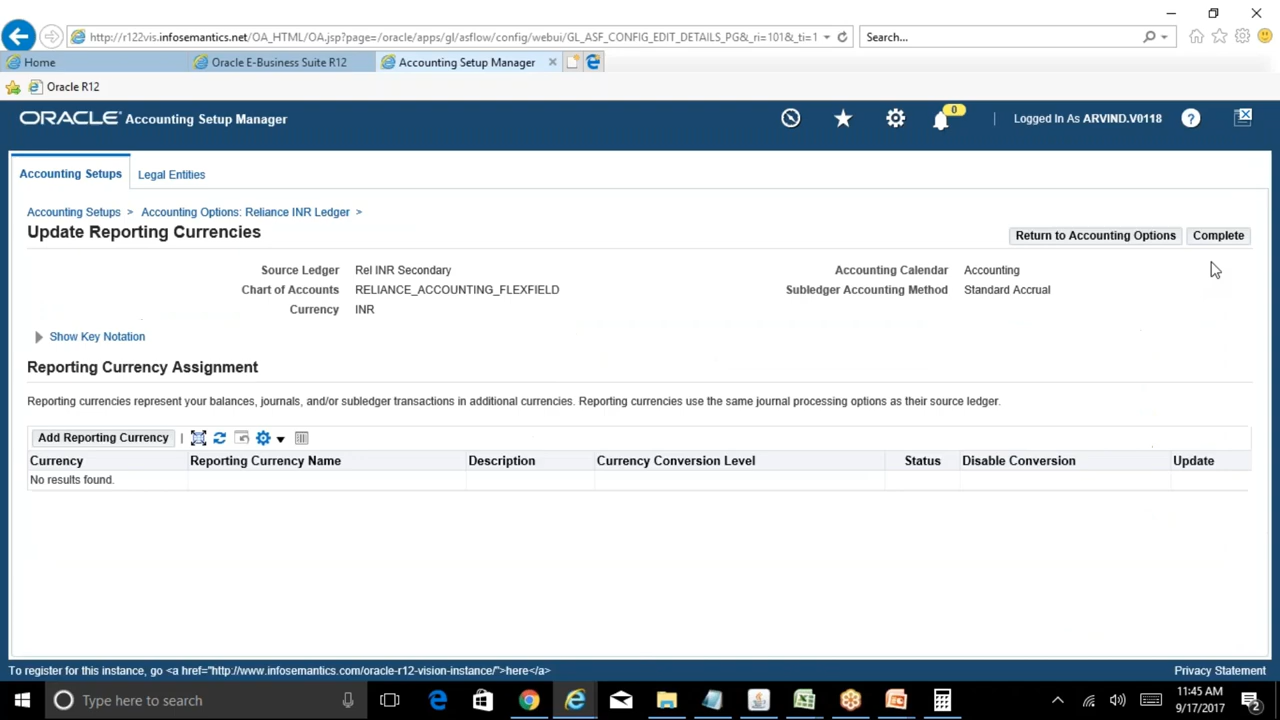 http://r122vis.infosemantics.net/OA_HTML/OA.jsp?page=/oracle/apps/gl/asflow/config/webui/GL_ASF_CONFIG_EDIT_DETAILS_PG&_ri=101&_ti=1
Search...
Home
Oracle E-Business Suite R12
Accounting Setup Manager
Oracle R12
ORACLE Accounting Setup Manager
0
Logged In As ARVIND.V0118
Accounting Setups
Legal Entities
Accounting Setups > Accounting Options: Reliance INR Ledger >
Update Reporting Currencies
Return to Accounting Options
Complete
Source Ledger Rel INR Secondary
Accounting Calendar Accounting
Chart of Accounts RELIANCE_ACCOUNTING_FLEXFIELD
Subledger Accounting Method Standard Accrual
Currency INR
Show Key Notation
Reporting Currency Assignment
Reporting currencies represent your balances, journals, and/or subledger transactions in additional currencies. Reporting currencies use the same journal processing options as their source ledger.
Add Reporting Currency
Currency Reporting Currency Name Description Currency Conversion Level Status Disable Conversion Update
No results found.
To register for this instance, go <a href="http://www.infosemantics.com/oracle-r12-vision-instance/">here</a>
Privacy Statement
Type here to search
11:45 AM
9/17/2017
2